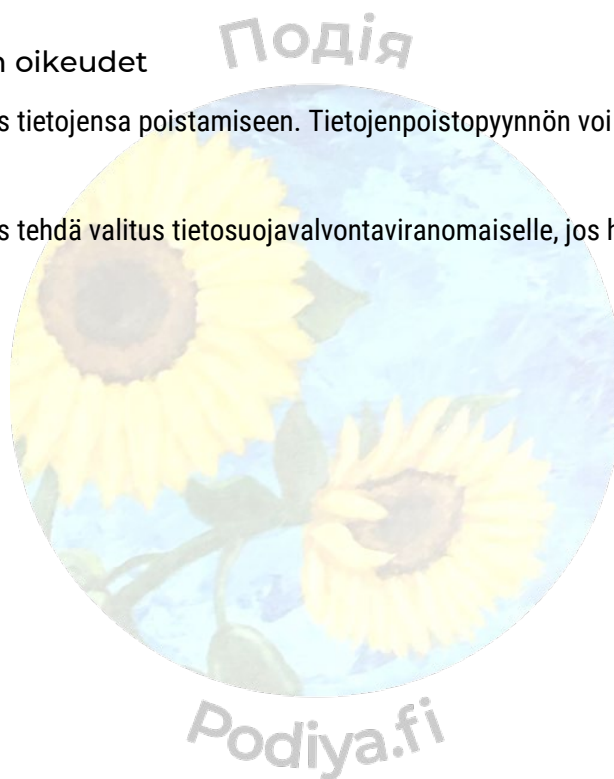 Подія
n oikeudet
s tietojensa poistamiseen. Tietojenpoistopyynnön voi
s tehdä valitus tietosuojavalvontaviranomaiselle, jos h
Podiya.fi